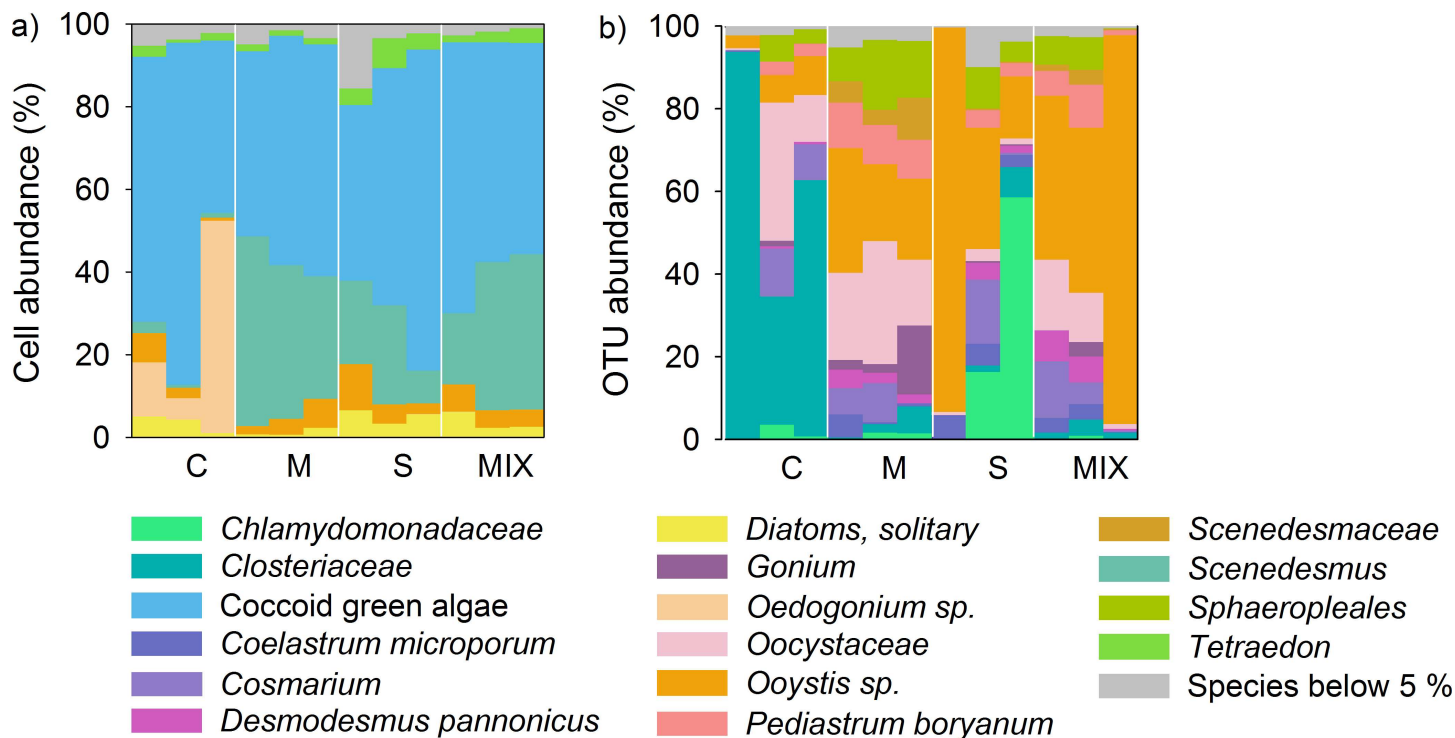 a)
Cell abundance (%)
100
80
60
40
20
0
C M S MIX
b)
OTU abundance (%)
100
80
60
40
20
0
C M S MIX
Chlamydomonadaceae
Closteriaceae
Coccoid green algae
Coelastrum microporum
Cosmarium
Desmodesmus pannonicus
Diatoms, solitary
Gonium
Oedogonium sp.
Oocystaceae
Ooystis sp.
Pediastrum boryanum
Scenedesmaceae
Scenedesmus
Sphaeropleales
Tetraedon
Species below 5 %